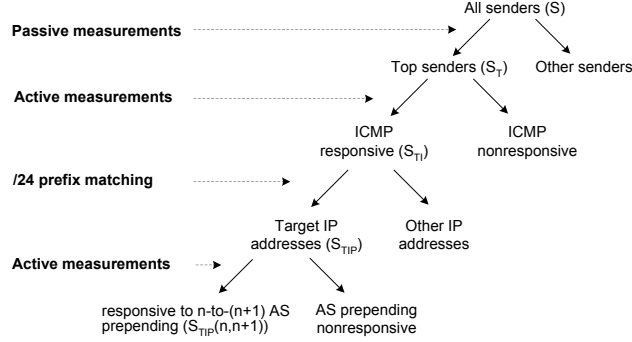 All senders (S)
Passive measurements
Top senders (S_T)
Other senders
Active measurements
ICMP
responsive (S_TI)
ICMP
nonresponsive
/24 prefix matching
Target IP
addresses (S_TIP)
Other IP
addresses
Active measurements
responsive to n-to-(n+1) AS
prepending (S_TIP(n,n+1))
AS prepending
nonresponsive